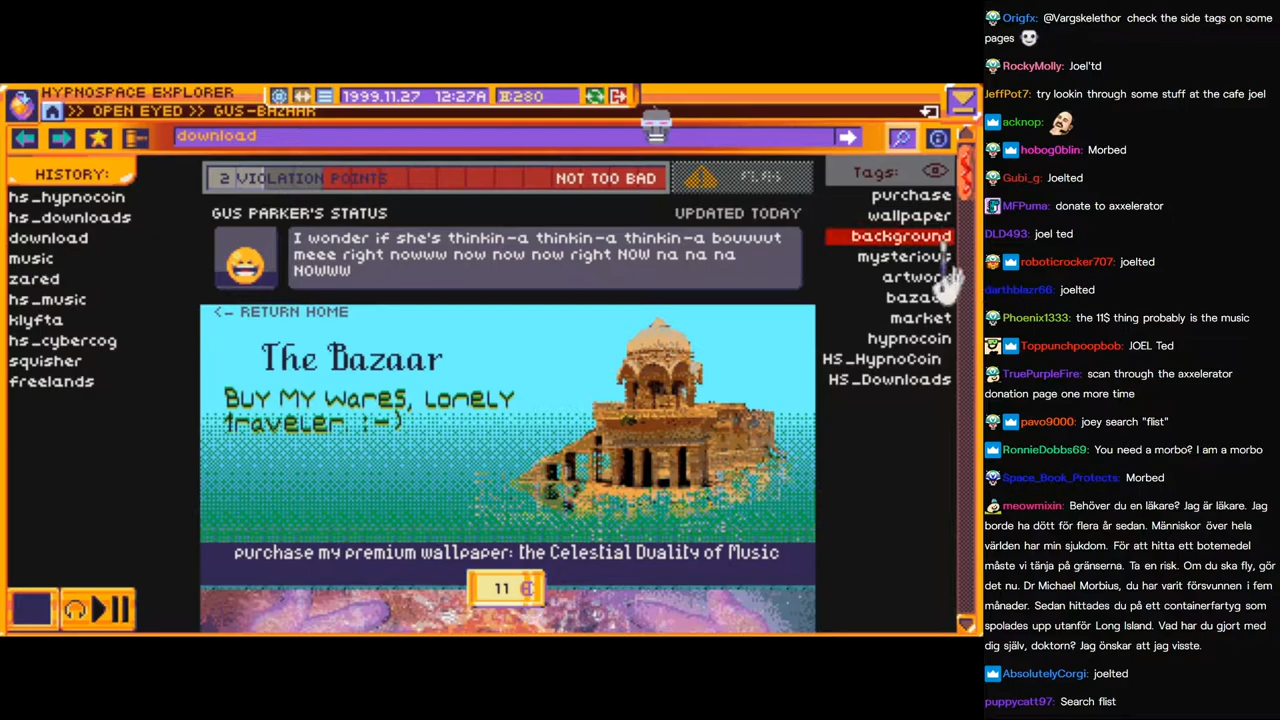 HYPNOSPACE EXPLORER
1999.11.27 12:27A
280
>> OPEN EYED >> GUS-BAZAAR
download
HISTORY:
hs_hypnocoin
hs_downloads
download
music
zared
hs_music
klyfta
hs_cybercog
squisher
freelands
2 VIOLATION POINTS
NOT TOO BAD
GUS PARKER'S STATUS
UPDATED TODAY
I wonder if she's thinkin-a thinkin-a thinkin-a bouuuut
meee right nowww now now now right NOW na na na
NOWWW
<- RETURN HOME
The Bazaar
Buy my wares, lonely
traveler :-)
purchase my premium wallpaper: the Celestial Duality of Music
11
Tags:
purchase
wallpaper
background
mysterious
artwork
bazaar
market
hypnocoin
HS_HypnoCoin
HS_Downloads
Origfx: @Vargskelethor check the side tags on some
pages
RockyMolly: Joel'td
JeffPot7: try lookin through some stuff at the cafe joel
acknop:
hobog0blin: Morbed
Gubi_g: Joelted
MFPuma: donate to axxelerator
DLD493: joel ted
roboticrocker707: joelted
darthblazr66: joelted
Phoenix1333: the 11$ thing probably is the music
Toppunchpoopbob: JOEL Ted
TruePurpleFire: scan through the axxelerator
donation page one more time
pavo9000: joey search "flist"
RonnieDobbs69: You need a morbo? I am a morbo
Space_Book_Protects: Morbed
meowmixin: Behöver du en läkare? Jag är läkare. Jag
borde ha dött för flera år sedan. Människor över hela
världen har min sjukdom. För att hitta ett botemedel
måste vi tänja på gränserna. Ta en risk. Om du ska fly, gör
det nu. Dr Michael Morbius, du har varit försvunnen i fem
månader. Sedan hittades du på ett containerfartyg som
spolades upp utanför Long Island. Vad har du gjort med
dig själv, doktorn? Jag önskar att jag visste.
AbsolutelyCorgi: joelted
puppycatt97: Search flist